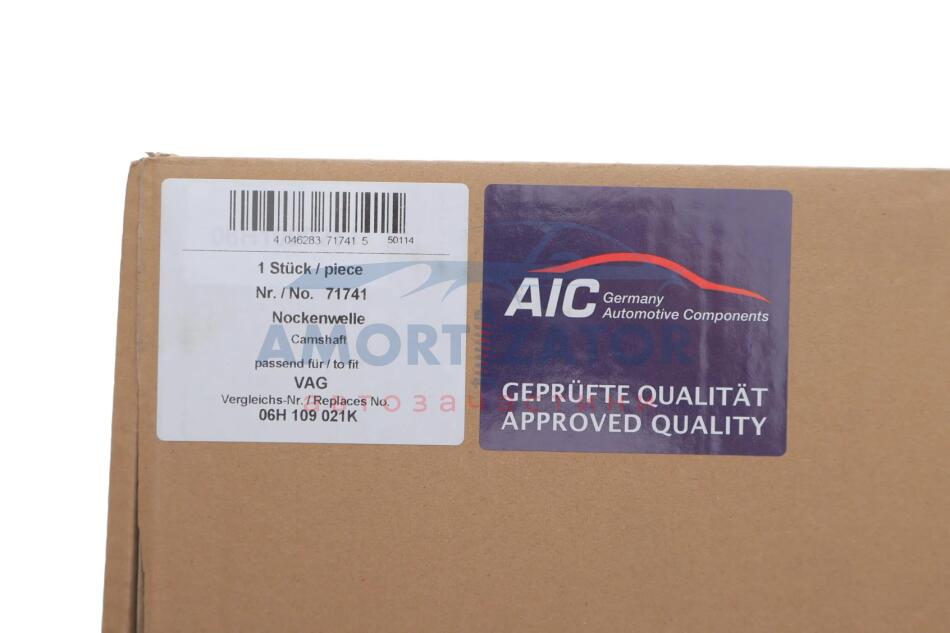 4 046283 71741 5 50114
1 Stück / piece
Nr. / No. 71741
Nockenwelle
Camshaft
passend für / to fit
VAG
Vergleichs-Nr. / Replaces No.
06H 109 021K
AIC Germany
Automotive Components
GEPRÜFTE QUALITÄT
APPROVED QUALITY
AMORTIZATOR
автозапчастини